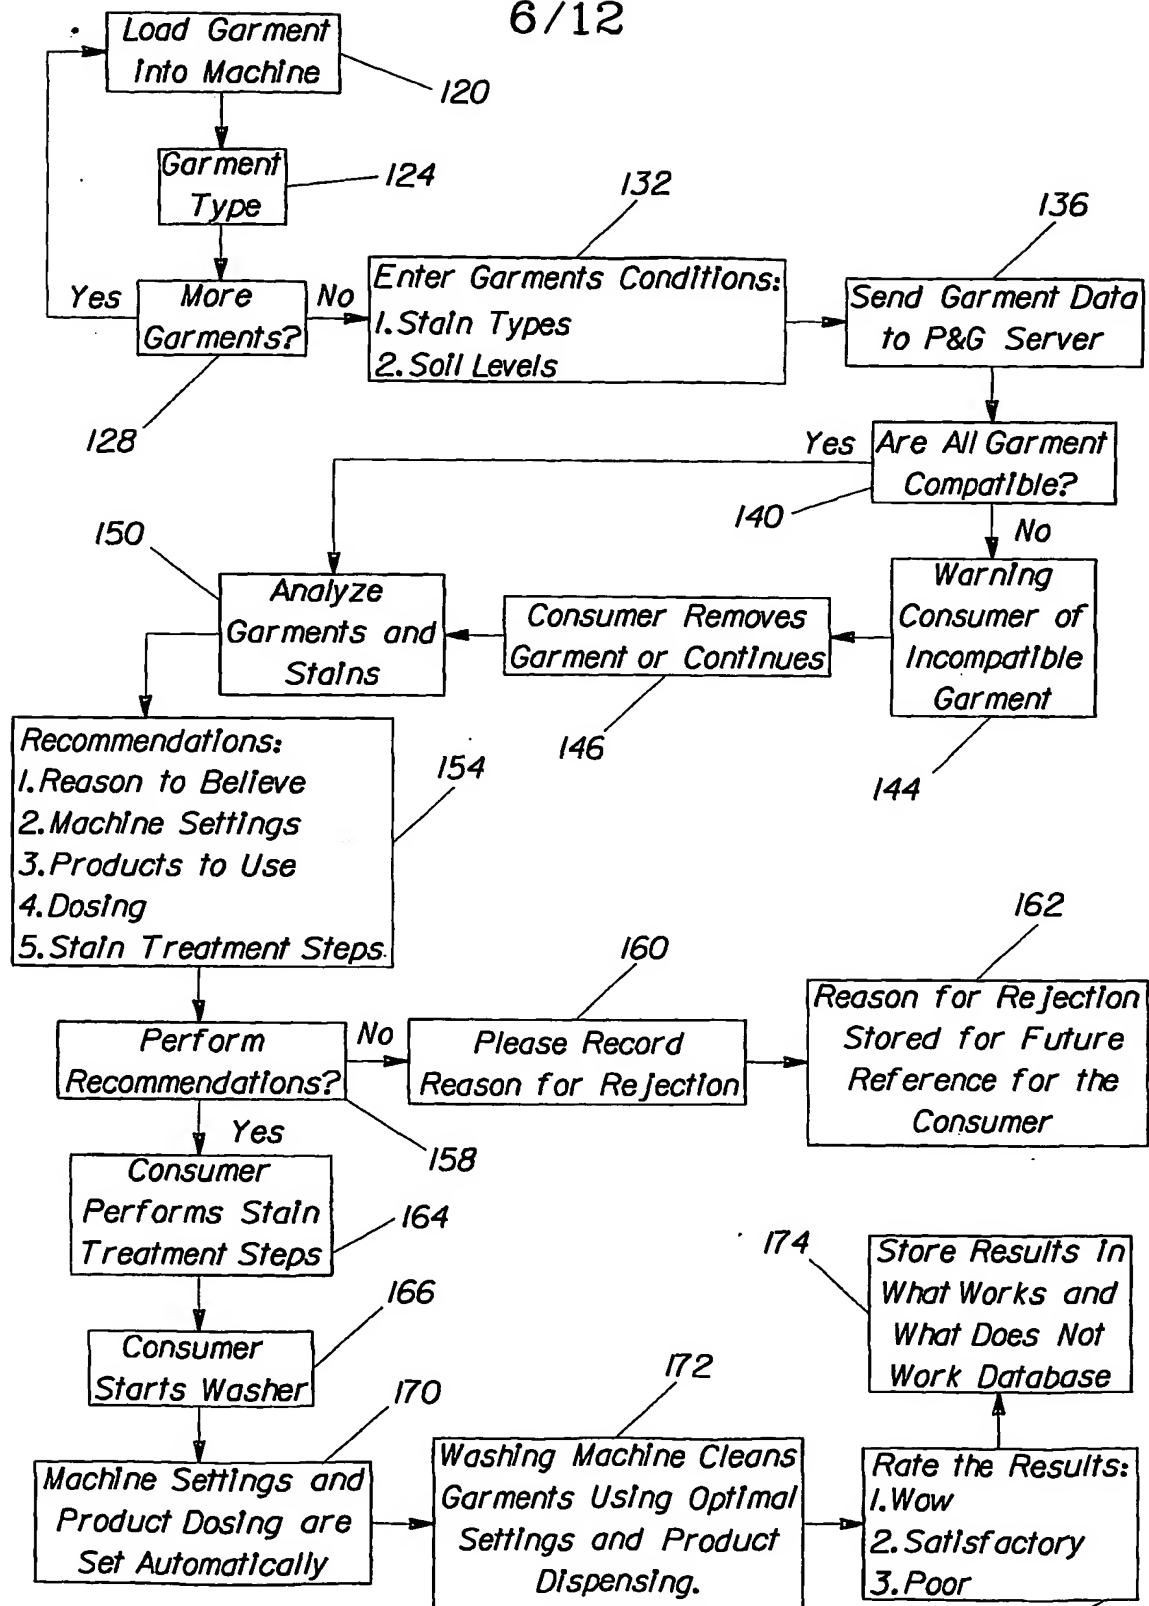 6/12
Load Garment
into Machine
120
Garment
Type
124
More
Garments?
Yes
No
128
132
Enter Garments Conditions:
1. Stain Types
2. Soil Levels
136
Send Garment Data
to P&G Server
Are All Garment
Compatible?
Yes
140
No
Warning
Consumer of
Incompatible
Garment
144
Consumer Removes
Garment or Continues
146
150
Analyze
Garments and
Stains
Recommendations:
1. Reason to Believe
2. Machine Settings
3. Products to Use
4. Dosing
5. Stain Treatment Steps.
154
Perform
Recommendations?
No
158
160
Please Record
Reason for Rejection
162
Reason for Rejection
Stored for Future
Reference for the
Consumer
Yes
Consumer
Performs Stain
Treatment Steps
164
166
Consumer
Starts Washer
170
Machine Settings and
Product Dosing are
Set Automatically
172
Washing Machine Cleans
Garments Using Optimal
Settings and Product
Dispensing.
Rate the Results:
1. Wow
2. Satisfactory
3. Poor
174
Store Results in
What Works and
What Does Not
Work Database